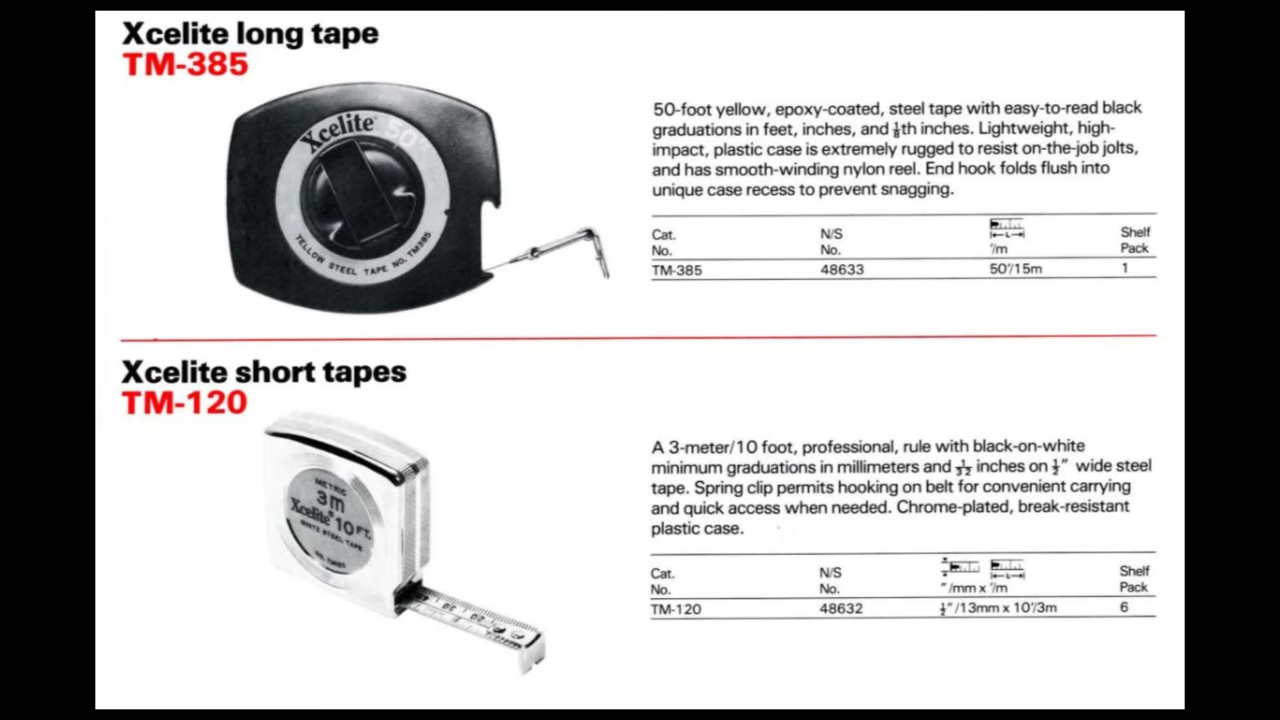 Xcelite long tape
TM-385
Xcelite 50
YELLOW STEEL TAPE NO. TM385
50-foot yellow, epoxy-coated, steel tape with easy-to-read black
graduations in feet, inches, and ⅛th inches. Lightweight, high-
impact, plastic case is extremely rugged to resist on-the-job jolts,
and has smooth-winding nylon reel. End hook folds flush into
unique case recess to prevent snagging.
Cat. N/S Shelf
No. No. ′/m Pack
TM-385 48633 50′/15m 1
Xcelite short tapes
TM-120
METRIC
3m
Xcelite® 10 FT.
WHITE STEEL TAPE
A 3-meter/10 foot, professional, rule with black-on-white
minimum graduations in millimeters and 1/32 inches on ½″ wide steel
tape. Spring clip permits hooking on belt for convenient carrying
and quick access when needed. Chrome-plated, break-resistant
plastic case.
Cat. N/S Shelf
No. No. ″/mm x ′/m Pack
TM-120 48632 ½″/13mm x 10′/3m 6